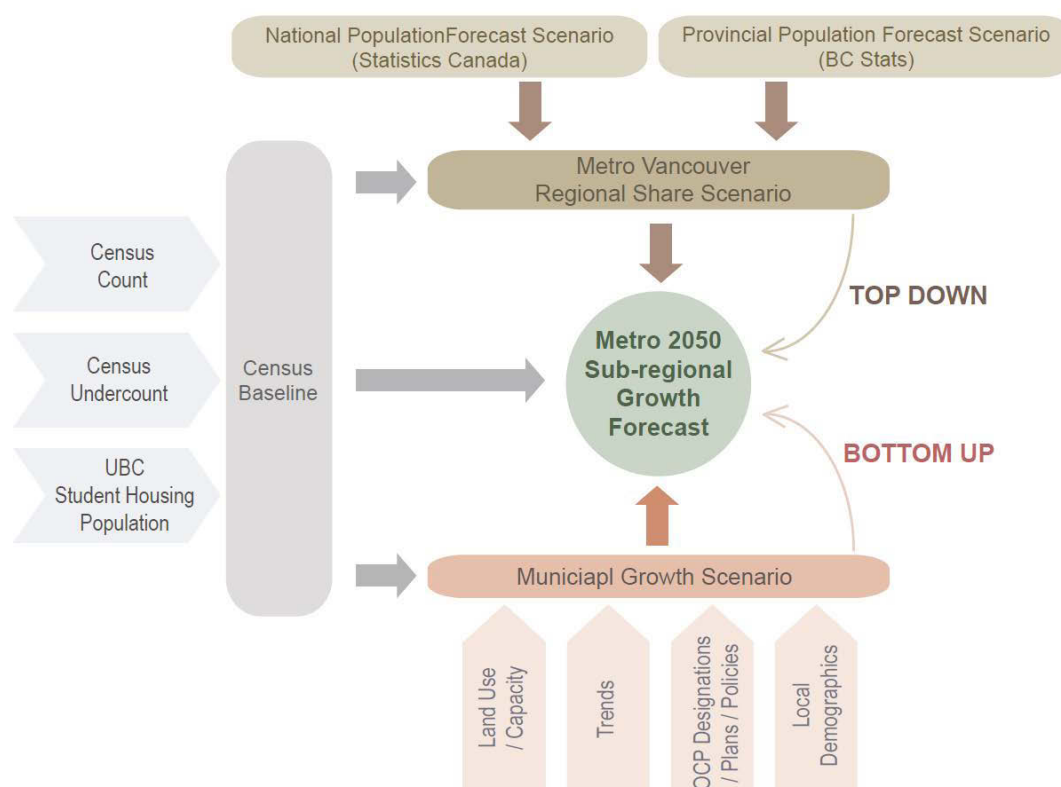 National PopulationForecast Scenario
(Statistics Canada)
Provincial Population Forecast Scenario
(BC Stats)
Metro Vancouver
Regional Share Scenario
Census
Count
Census
Undercount
UBC
Student Housing
Population
Census
Baseline
TOP DOWN
Metro 2050
Sub-regional
Growth
Forecast
BOTTOM UP
Municiapl Growth Scenario
Land Use
/ Capacity
Trends
OCP Designations
/ Plans / Policies
Local
Demographics